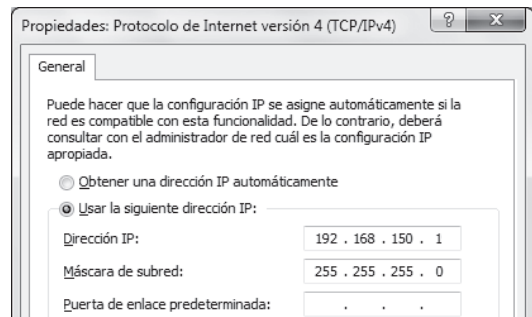 Propiedades: Protocolo de Internet versión 4 (TCP/IPv4)
General
Puede hacer que la configuración IP se asigne automáticamente si la
red es compatible con esta funcionalidad. De lo contrario, deberá
consultar con el administrador de red cuál es la configuración IP
apropiada.
Obtener una dirección IP automáticamente
Usar la siguiente dirección IP:
Dirección IP: 192 . 168 . 150 . 1
Máscara de subred: 255 . 255 . 255 . 0
Puerta de enlace predeterminada: . . .